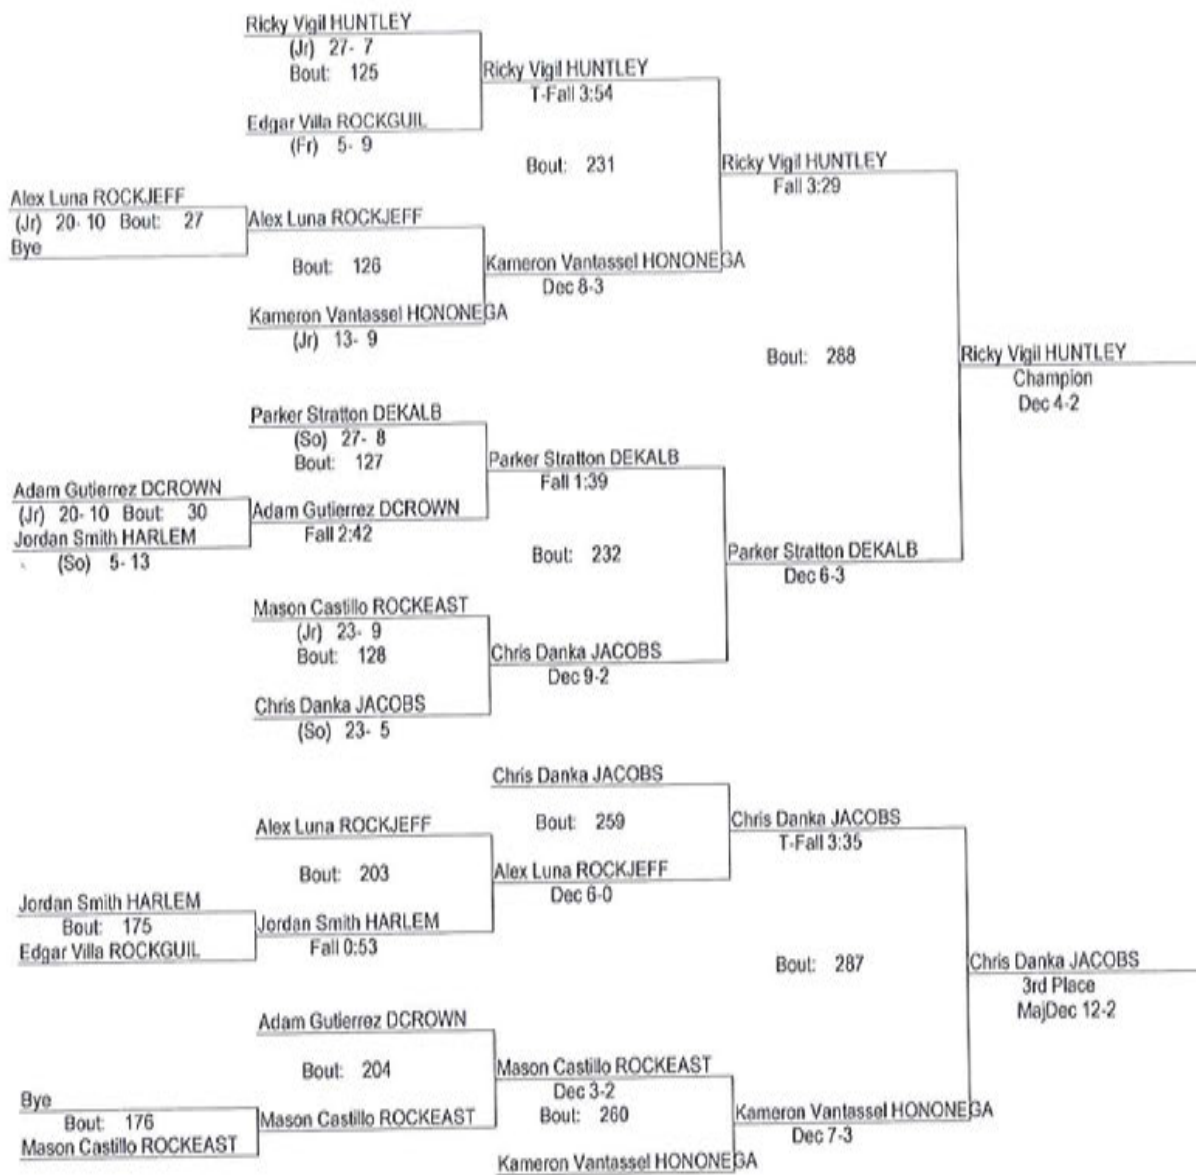 Ricky Vigil HUNTLEY
(Jr) 27- 7
Bout: 125
Ricky Vigil HUNTLEY
T-Fall 3:54
Edgar Villa ROCKGUIL
(Fr) 5- 9
Bout: 231
Ricky Vigil HUNTLEY
Fall 3:29
Alex Luna ROCKJEFF
(Jr) 20- 10 Bout: 27
Bye
Alex Luna ROCKJEFF
Bout: 126
Kameron Vantassel HONONEGA
Dec 8-3
Kameron Vantassel HONONEGA
(Jr) 13- 9
Bout: 288
Ricky Vigil HUNTLEY
Champion
Dec 4-2
Parker Stratton DEKALB
(So) 27- 8
Bout: 127
Parker Stratton DEKALB
Fall 1:39
Adam Gutierrez DCROWN
(Jr) 20- 10 Bout: 30
Jordan Smith HARLEM
(So) 5- 13
Adam Gutierrez DCROWN
Fall 2:42
Bout: 232
Parker Stratton DEKALB
Dec 6-3
Mason Castillo ROCKEAST
(Jr) 23- 9
Bout: 128
Chris Danka JACOBS
Dec 9-2
Chris Danka JACOBS
(So) 23- 5
Chris Danka JACOBS
Bout: 259
Chris Danka JACOBS
T-Fall 3:35
Alex Luna ROCKJEFF
Bout: 203
Alex Luna ROCKJEFF
Dec 6-0
Jordan Smith HARLEM
Bout: 175
Edgar Villa ROCKGUIL
Jordan Smith HARLEM
Fall 0:53
Bout: 287
Chris Danka JACOBS
3rd Place
MajDec 12-2
Adam Gutierrez DCROWN
Bout: 204
Mason Castillo ROCKEAST
Dec 3-2
Bout: 260
Bye
Bout: 176
Mason Castillo ROCKEAST
Mason Castillo ROCKEAST
Kameron Vantassel HONONEGA
Dec 7-3
Kameron Vantassel HONONEGA